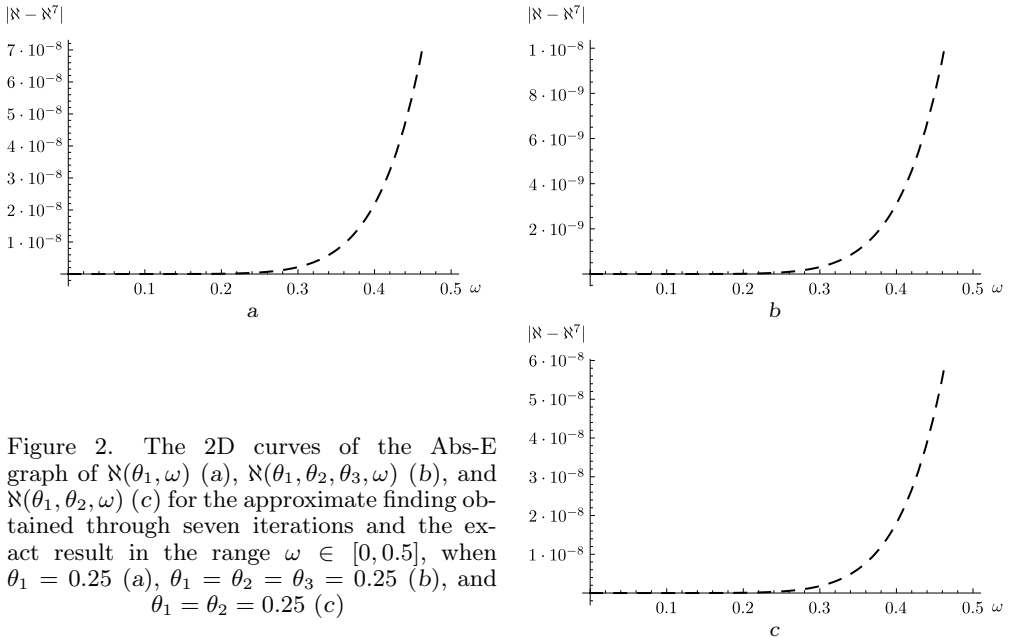 |ℵ − ℵ⁷|
7 · 10⁻⁸
6 · 10⁻⁸
5 · 10⁻⁸
4 · 10⁻⁸
3 · 10⁻⁸
2 · 10⁻⁸
1 · 10⁻⁸
0.1 0.2 0.3 0.4 0.5 ω
a
|ℵ − ℵ⁷|
1 · 10⁻⁸
8 · 10⁻⁹
6 · 10⁻⁹
4 · 10⁻⁹
2 · 10⁻⁹
0.1 0.2 0.3 0.4 0.5 ω
b
|ℵ − ℵ⁷|
6 · 10⁻⁸
5 · 10⁻⁸
4 · 10⁻⁸
3 · 10⁻⁸
2 · 10⁻⁸
1 · 10⁻⁸
0.1 0.2 0.3 0.4 0.5 ω
c
Figure 2. The 2D curves of the Abs-E
graph of ℵ(θ₁, ω) (a), ℵ(θ₁, θ₂, θ₃, ω) (b), and
ℵ(θ₁, θ₂, ω) (c) for the approximate finding ob-
tained through seven iterations and the ex-
act result in the range ω ∈ [0, 0.5], when
θ₁ = 0.25 (a), θ₁ = θ₂ = θ₃ = 0.25 (b), and
θ₁ = θ₂ = 0.25 (c)